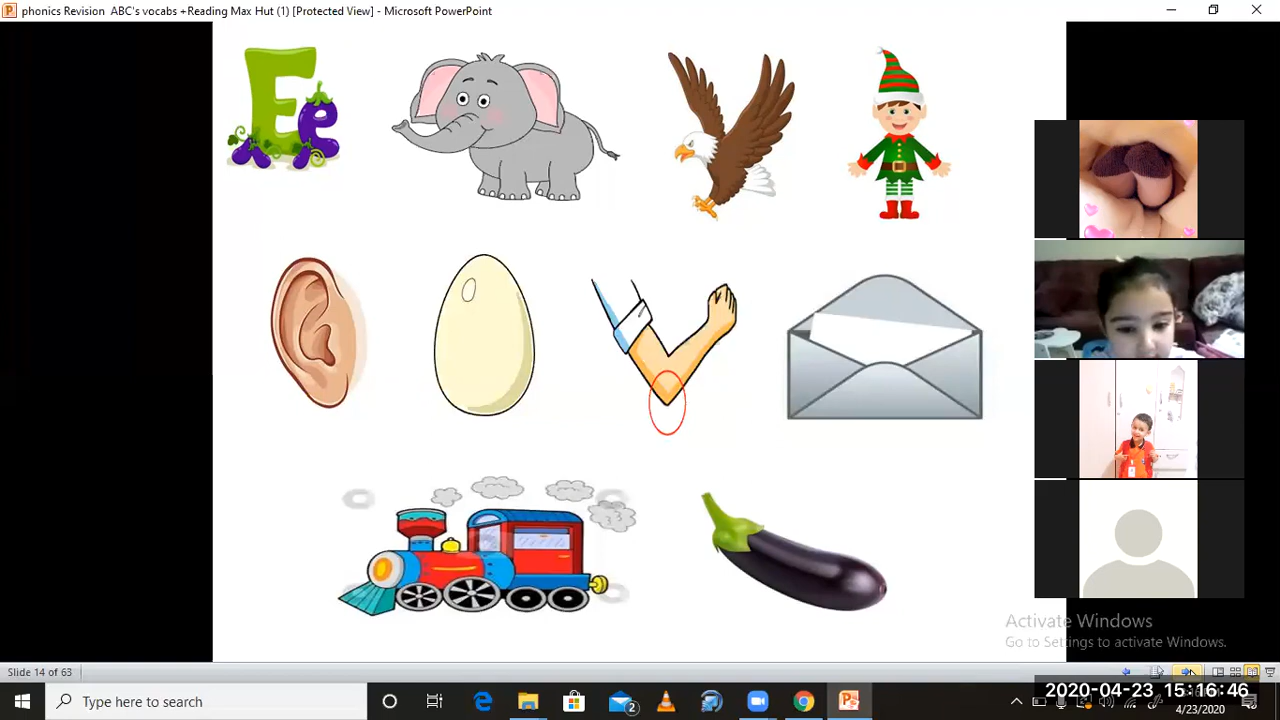 phonics Revision ABC's vocabs +Reading Max Hut (1) [Protected View] - Microsoft PowerPoint
Ee
Activate Windows
Go to Settings to activate Windows.
Slide 14 of 63
Type here to search
2
2020-04-23 15:16:46
4/23/2020